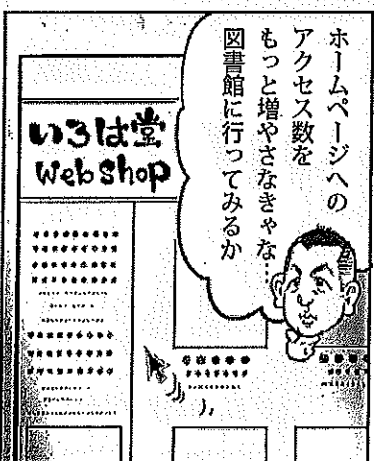 ホームページへの
アクセス数を
もっと増やさなきゃな…
図書館に行ってみるか
いろは堂
Web Shop